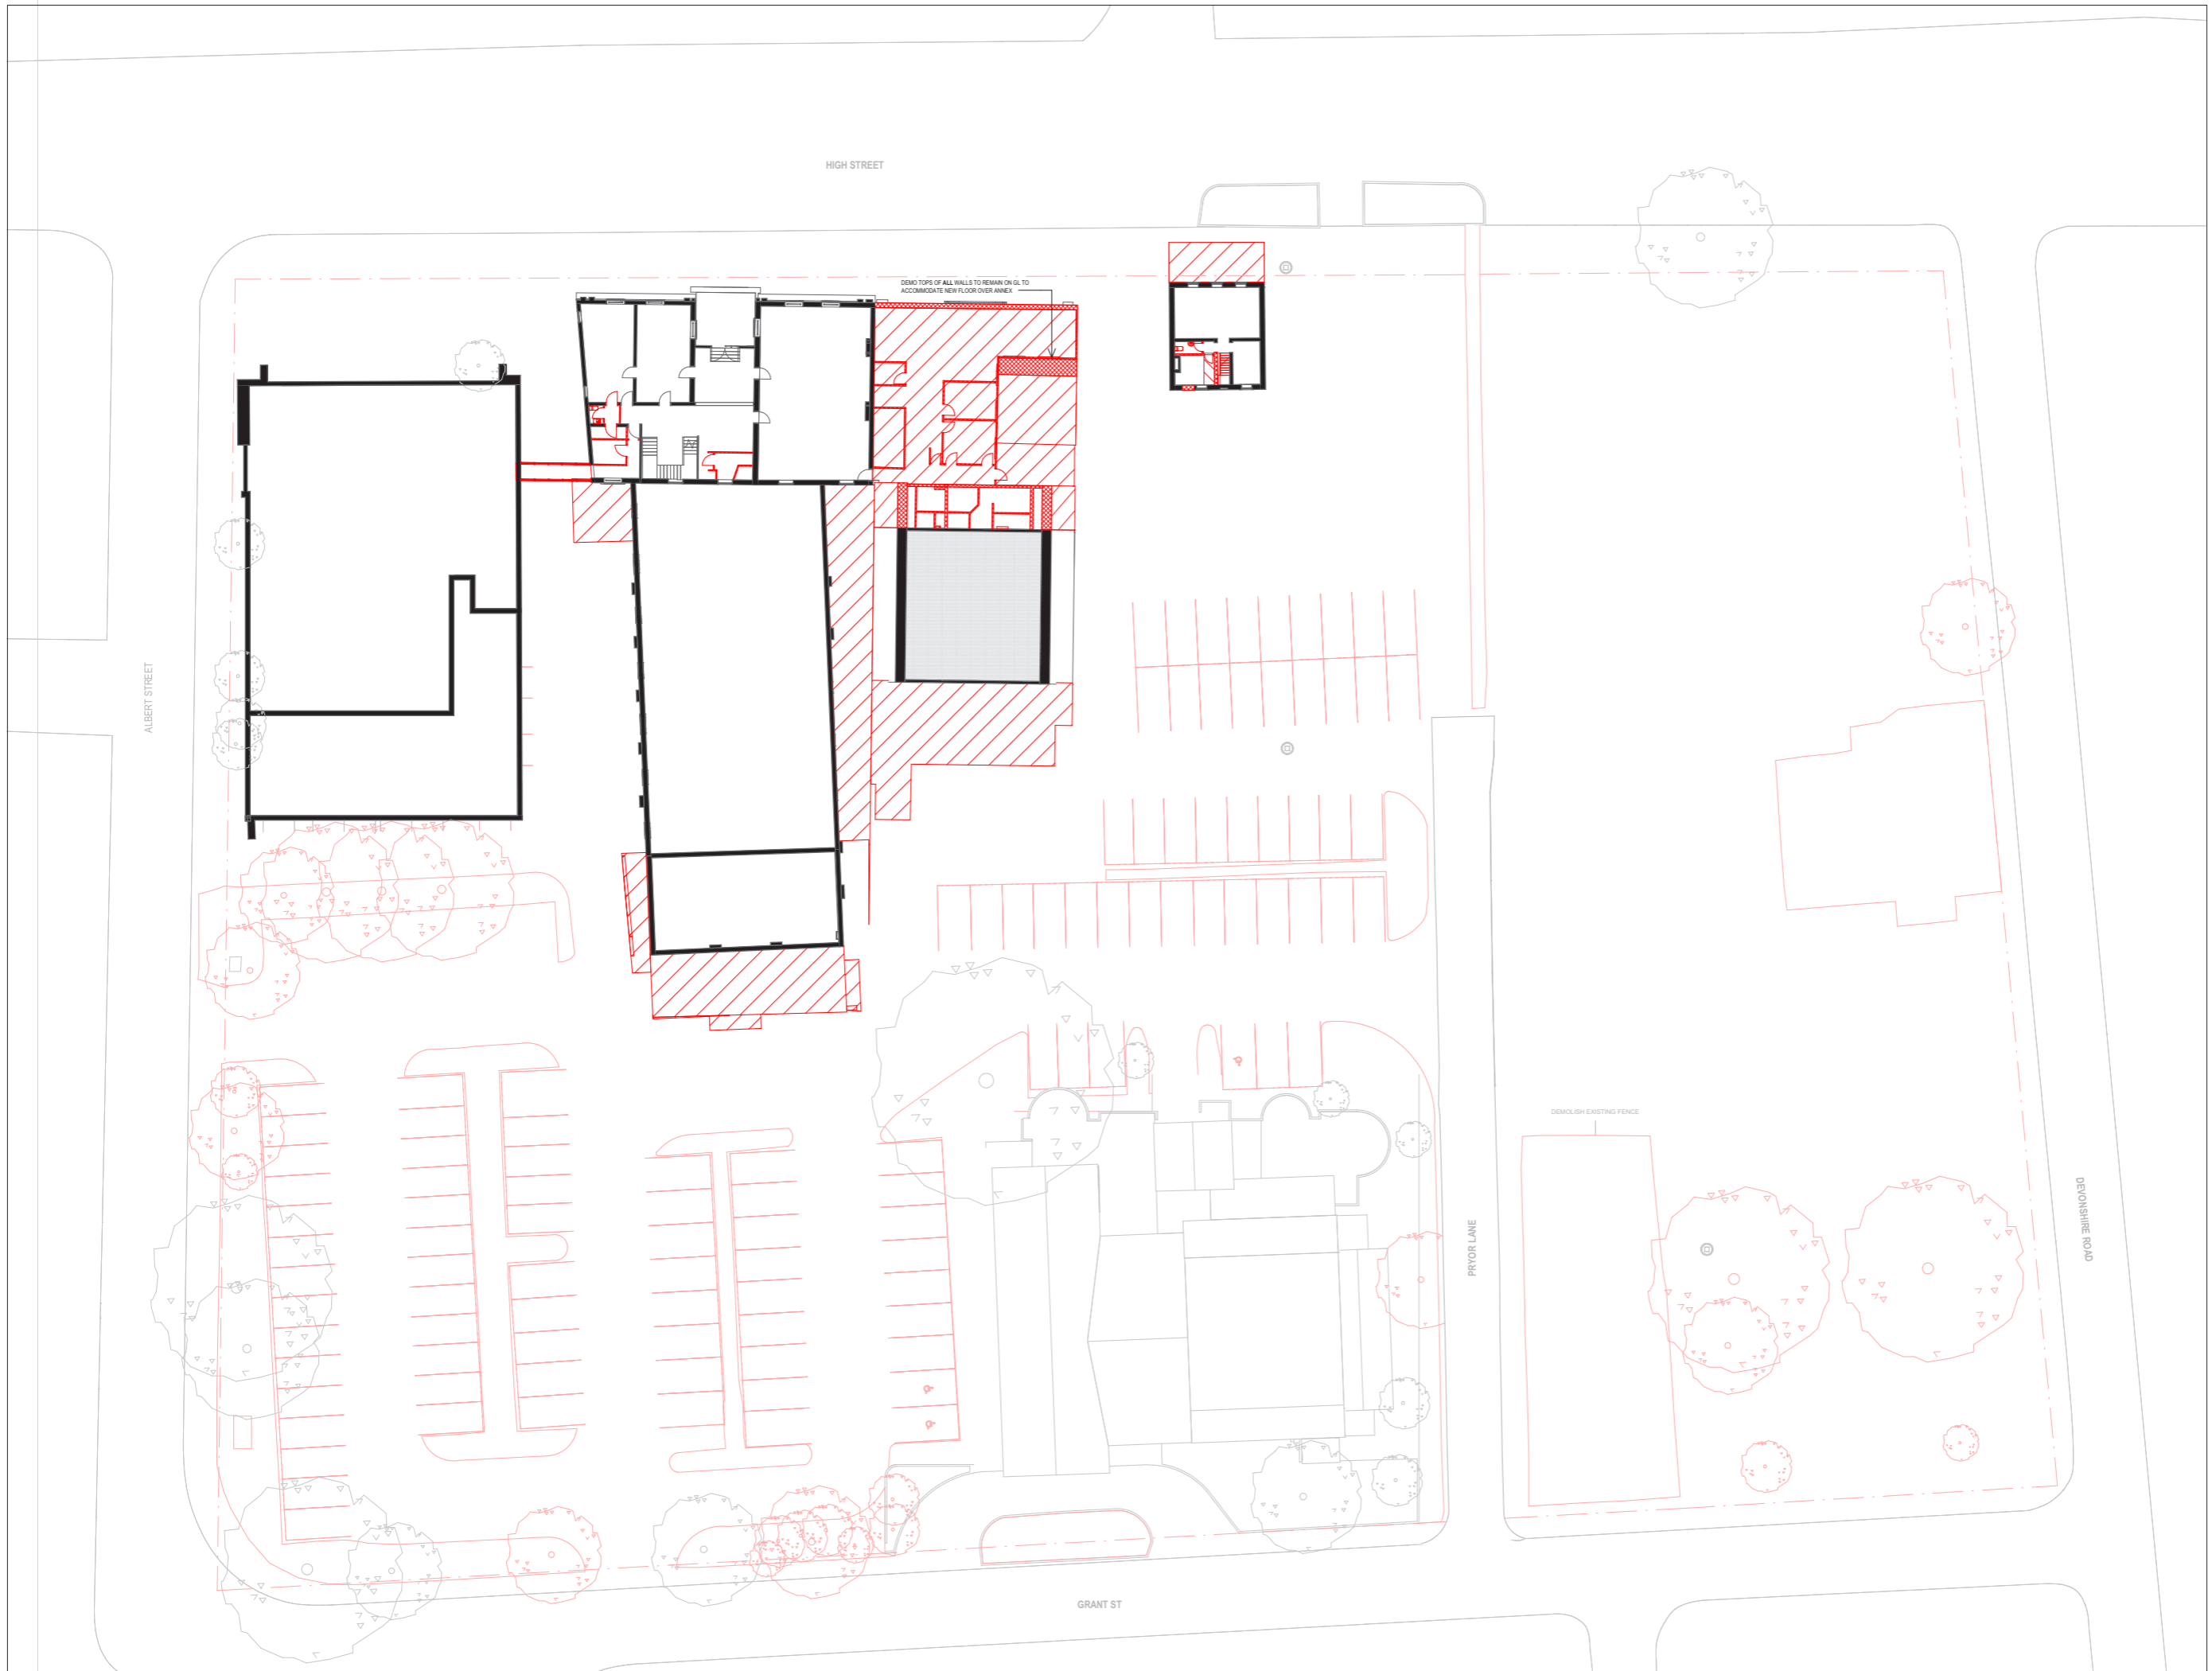 HIGH STREET
DEMO TOPS OF ALL WALLS TO REMAIN ON GL TO
ACCOMMODATE NEW FLOOR OVER ANNEX
ALBERT STREET
DEMOLISH EXISTING FENCE
PRYOR LANE
DEVONSHIRE ROAD
GRANT ST